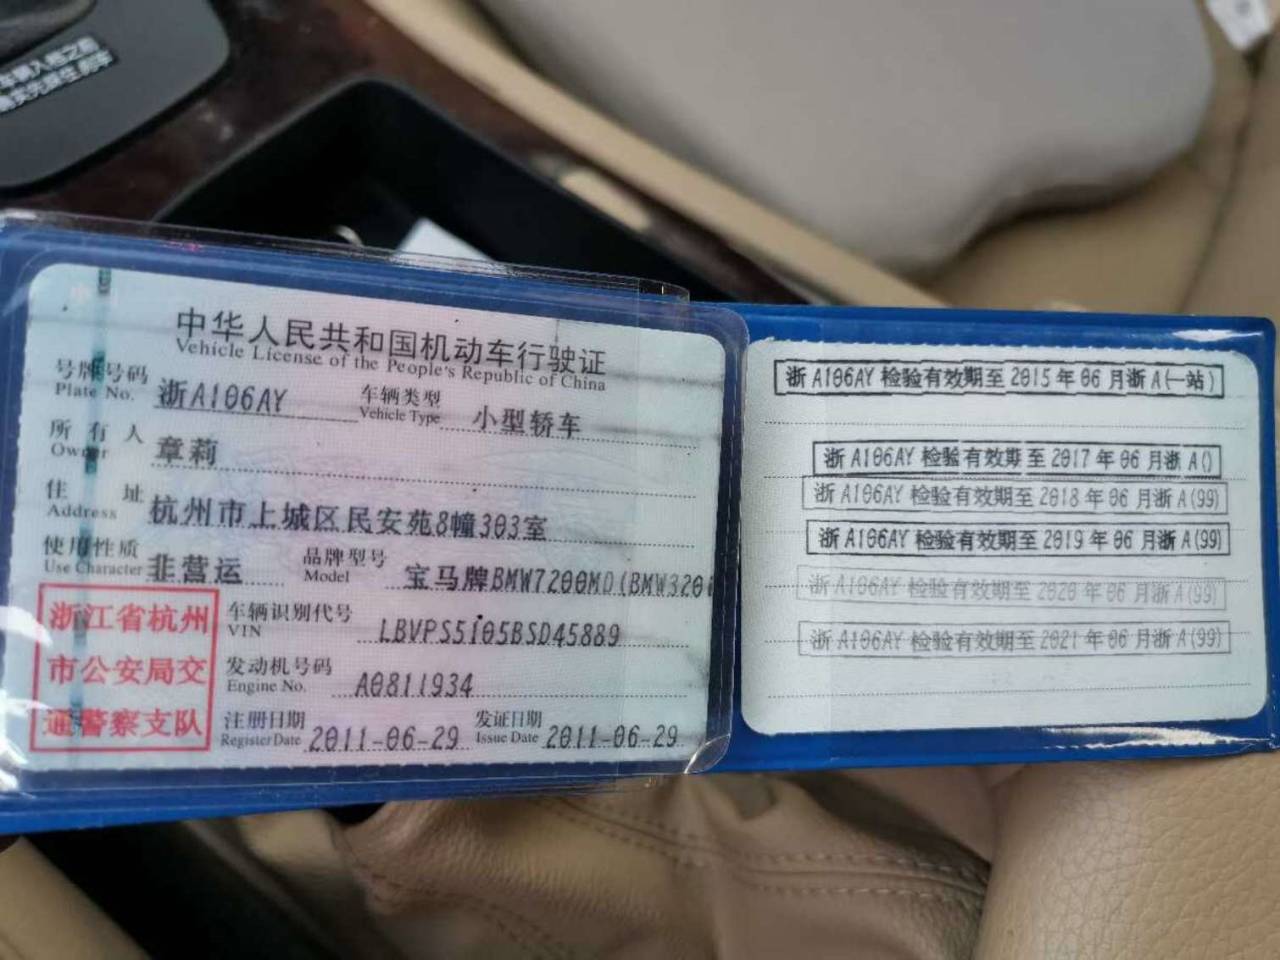 中华人民共和国机动车行驶证
Vehicle License of the People's Republic of China
号牌号码 浙A106AY 车辆类型 小型轿车
Plate No. Vehicle Type
所有人 章莉
Owner
住址 杭州市上城区民安苑8幢303室
Address
使用性质 非营运 品牌型号 宝马牌BMW7200MD(BMW320
Use Character Model
浙江省杭州
市公安局交
通警察支队
车辆识别代号 LBVPS5105BSD45889
VIN
发动机号码 A0811934
Engine No.
注册日期 2011-06-29 发证日期 2011-06-29
Register Date Issue Date
浙A106AY 检验有效期至2015年06月浙A(一站)
浙A106AY 检验有效期至2017年06月浙A()
浙A106AY 检验有效期至2018年06月浙A(99)
浙A106AY 检验有效期至2019年06月浙A(99)
浙A106AY 检验有效期至2020年06月浙A(99)
浙A106AY 检验有效期至2021年06月浙A(99)